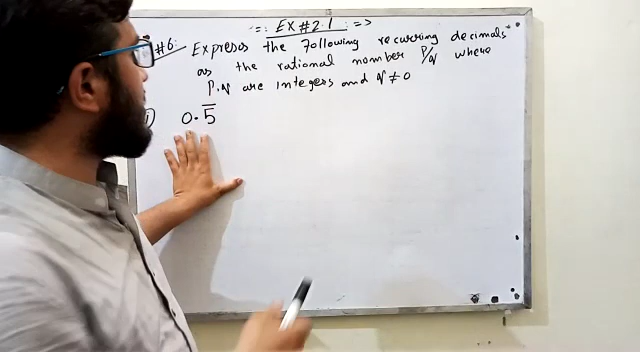 :=: EX#2.1 :=>
#6: Expreses the following recurring decimals
as the rational number P/q where
p.q are integers and q ≠ 0
i) 0.5̅